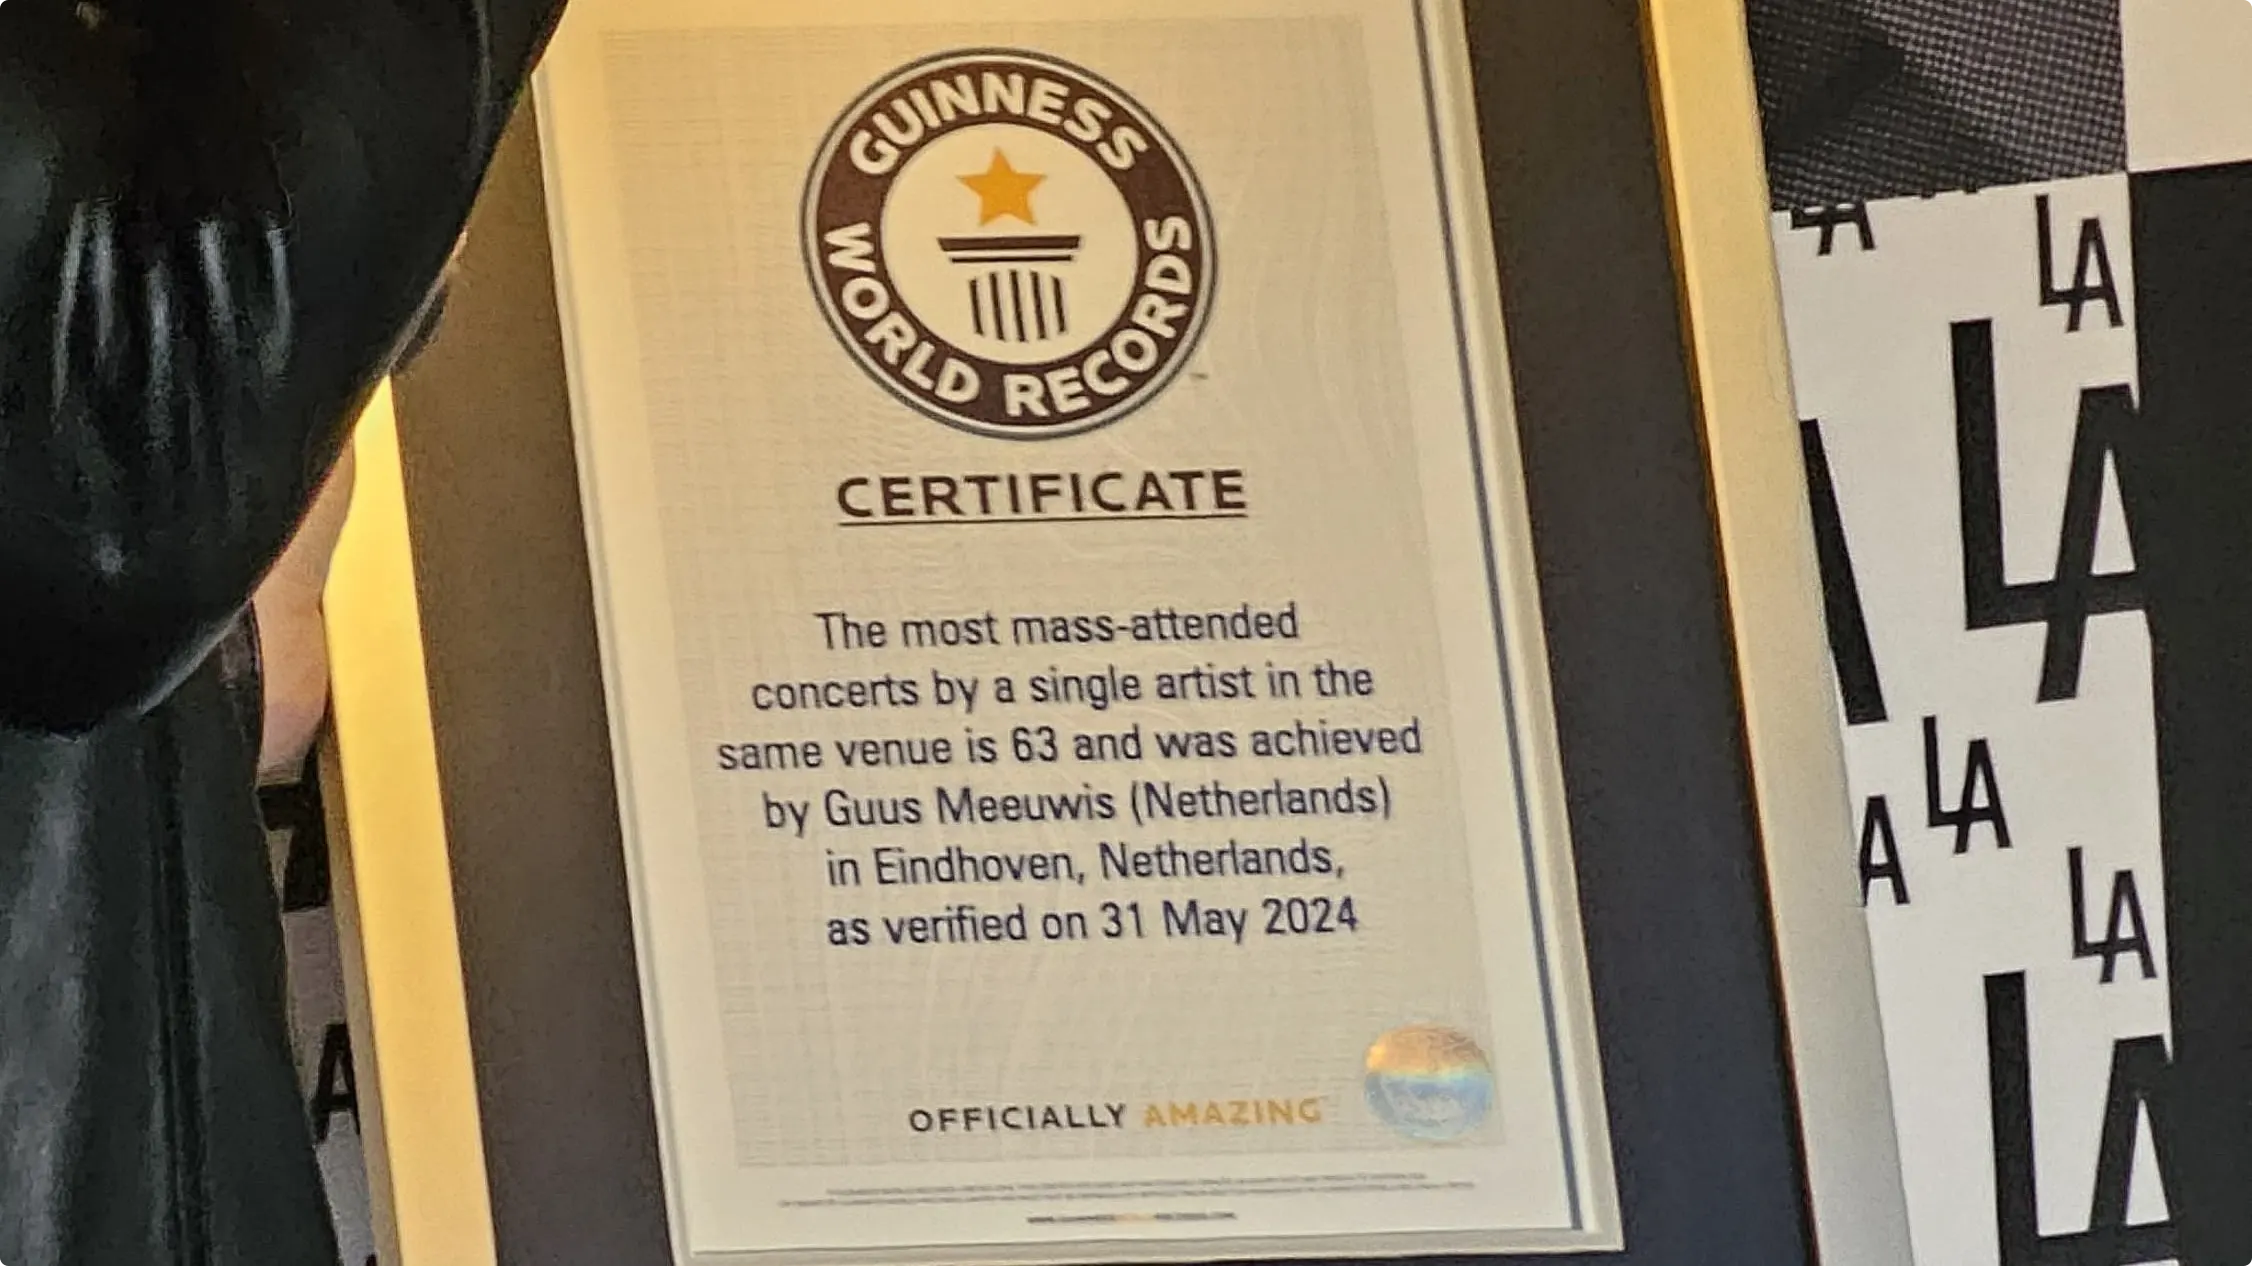 GUINNESS
WORLD RECORDS
™
CERTIFICATE
The most mass-attended
concerts by a single artist in the
same venue is 63 and was achieved
by Guus Meeuwis (Netherlands)
in Eindhoven, Netherlands,
as verified on 31 May 2024
OFFICIALLY AMAZING
LA
LA
LA
LA
A
LA
LA
A